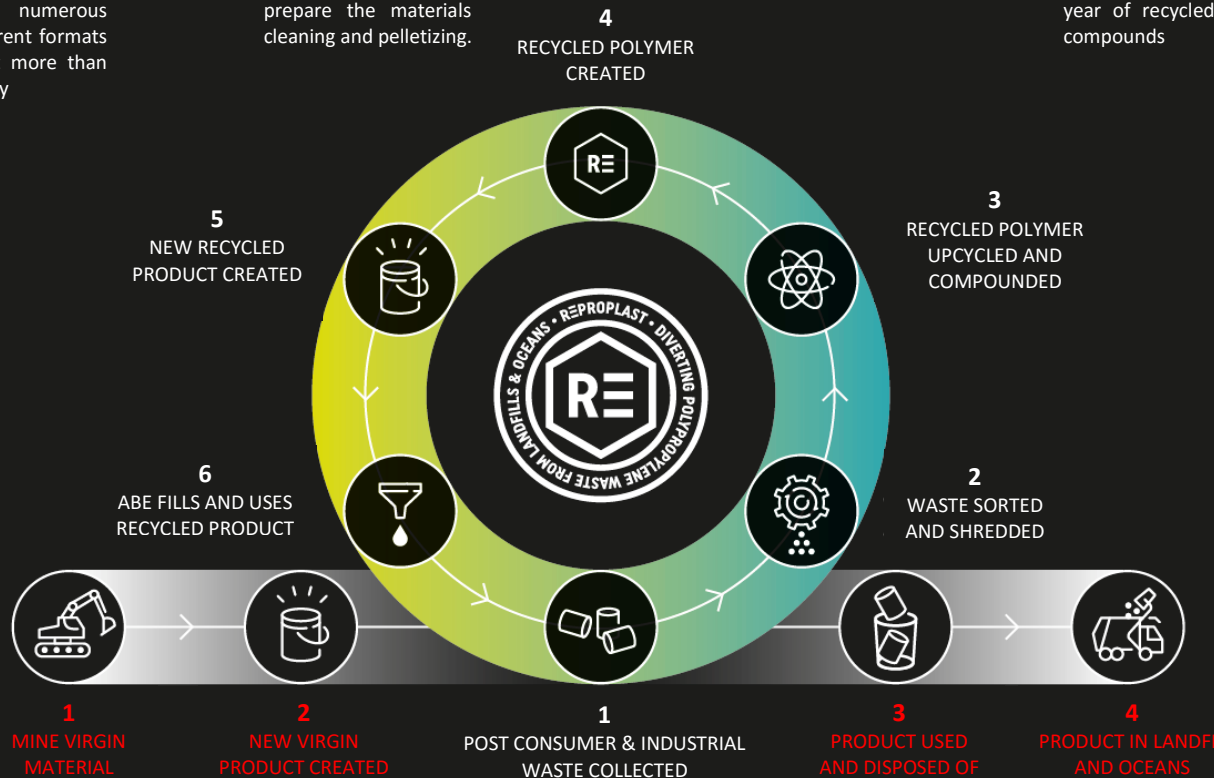 numerous
rent formats
more than
y
prepare the materials
cleaning and pelletizing.
year of recycled
compounds
4
RECYCLED POLYMER
CREATED
5
NEW RECYCLED
PRODUCT CREATED
3
RECYCLED POLYMER
UPCYCLED AND
COMPOUNDED
RE
REPROPLAST • DIVERTING POLYPROPYLENE WASTE FROM LANDFILLS & OCEANS •
RE
6
ABE FILLS AND USES
RECYCLED PRODUCT
2
WASTE SORTED
AND SHREDDED
1
MINE VIRGIN
MATERIAL
2
NEW VIRGIN
PRODUCT CREATED
1
POST CONSUMER & INDUSTRIAL
WASTE COLLECTED
3
PRODUCT USED
AND DISPOSED OF
4
PRODUCT IN LANDF
AND OCEANS